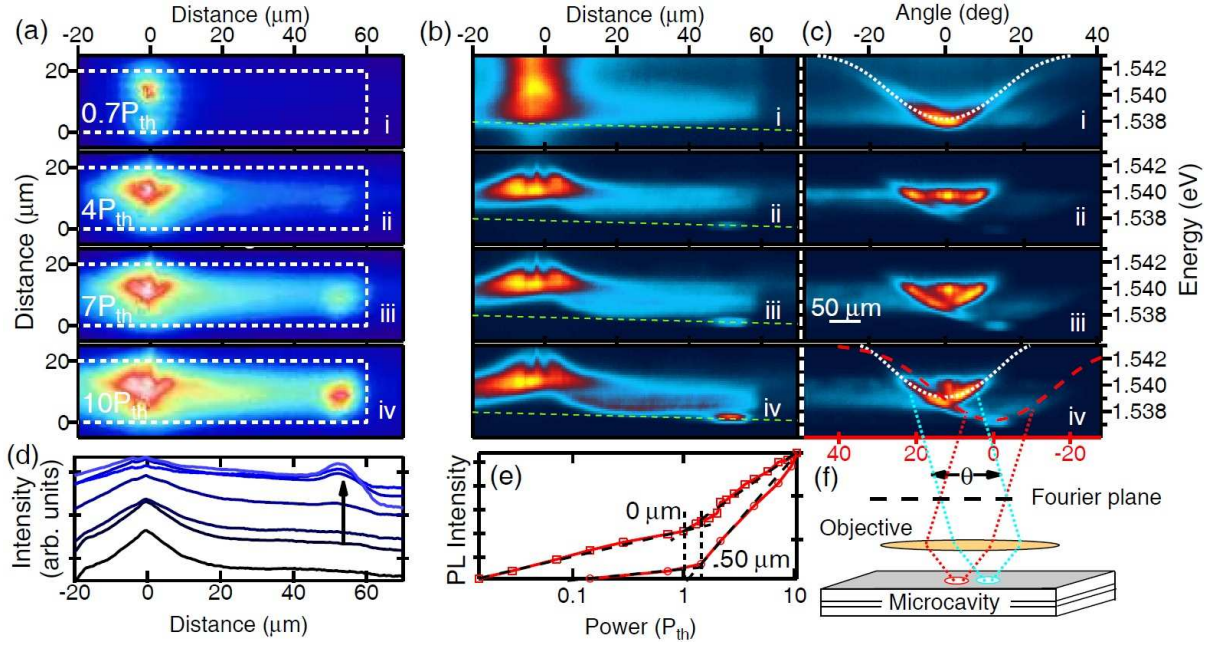 Distance (μm)
Distance (μm)
Angle (deg)
(a) -20 0 20 40 60
(b) -20 0 20 40 60
(c) -20 0 20 40
20
0
0.7Pth
i
i
i
1.542
1.540
1.538
20
0
4Pth
ii
ii
ii
1.542
1.540
1.538
20
0
7Pth
iii
iii
50 μm
iii
1.542
1.540
1.538
20
0
10Pth
iv
iv
iv
1.542
1.540
1.538
Distance (μm)
Energy (eV)
40 20 0 -20
(d)
Intensity
(arb. units)
-20 0 20 40 60
Distance (μm)
(e)
PL Intensity
0 μm
50 μm
0.1 1 10
Power (Pth)
(f)
θ
Fourier plane
Objective
Microcavity